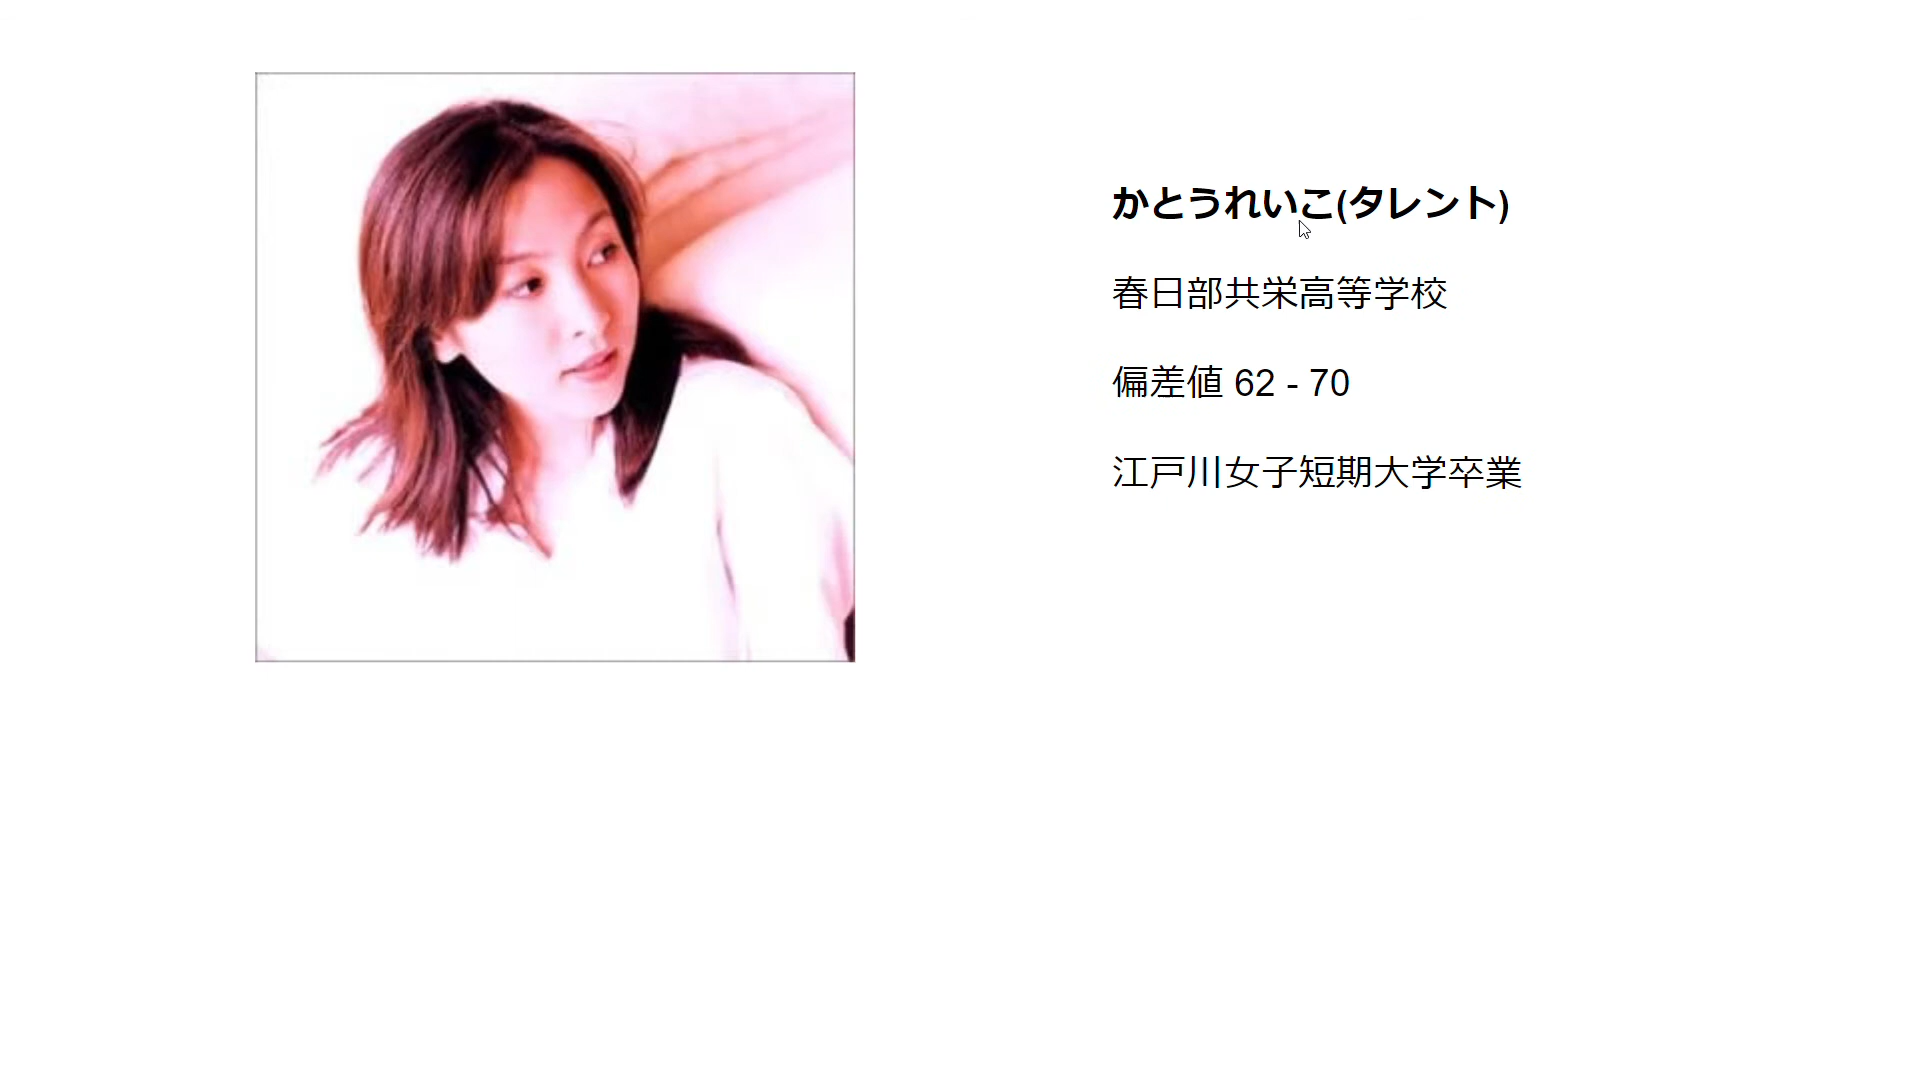 かとうれいこ(タレント)
春日部共栄高等学校
偏差値 62 - 70
江戸川女子短期大学卒業